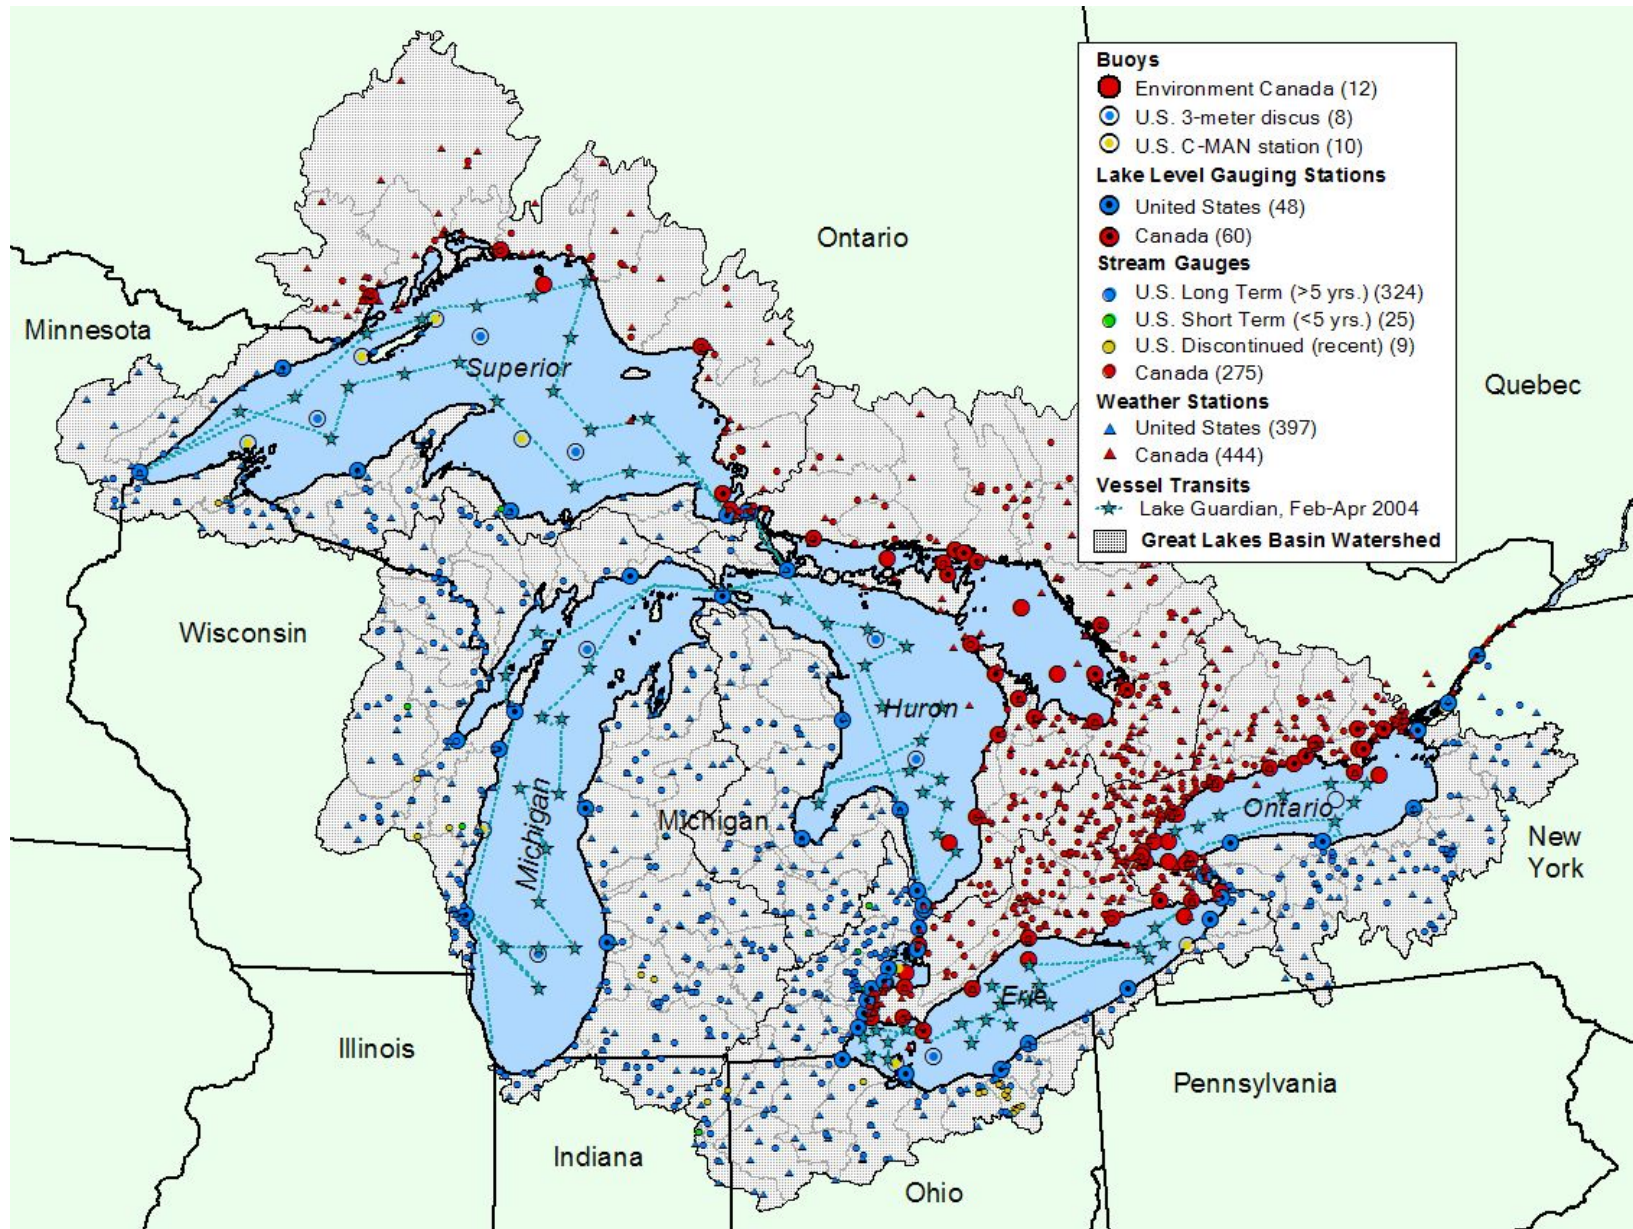 Buoys
Environment Canada (12)
U.S. 3-meter discus (8)
U.S. C-MAN station (10)
Lake Level Gauging Stations
United States (48)
Canada (60)
Stream Gauges
U.S. Long Term (>5 yrs.) (324)
U.S. Short Term (<5 yrs.) (25)
U.S. Discontinued (recent) (9)
Canada (275)
Weather Stations
United States (397)
Canada (444)
Vessel Transits
Lake Guardian, Feb-Apr 2004
Great Lakes Basin Watershed
Ontario
Minnesota
Superior
Quebec
Wisconsin
Huron
Michigan
Michigan
Ontario
New
York
Erie
Illinois
Pennsylvania
Indiana
Ohio